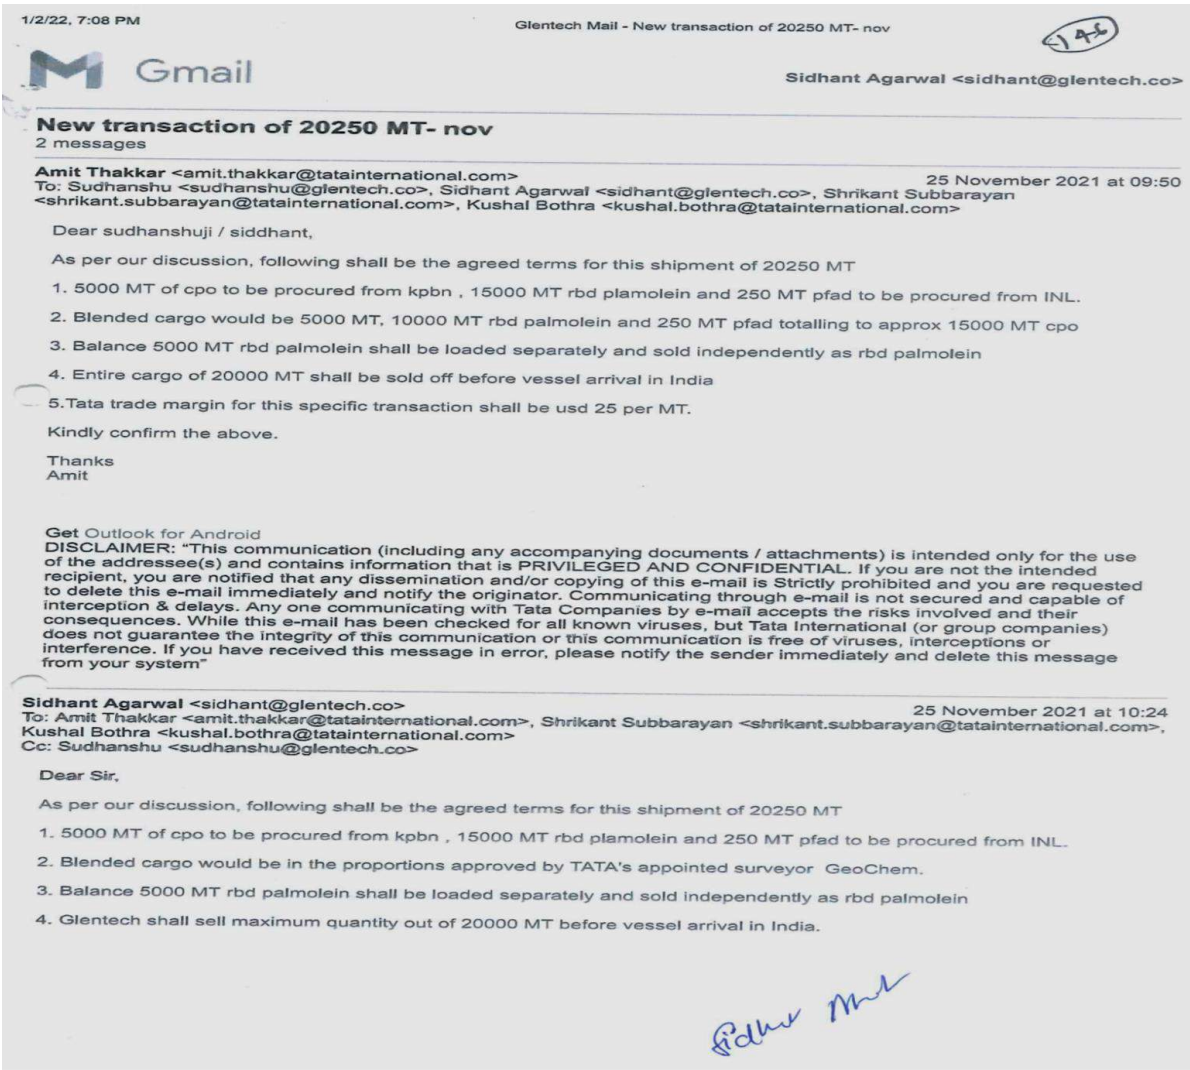 1/2/22, 7:08 PM
Glentech Mail - New transaction of 20250 MT- nov
Gmail
Sidhant Agarwal <sidhant@glentech.co>
New transaction of 20250 MT- nov
2 messages
Amit Thakkar <amit.thakkar@tatainternational.com>
25 November 2021 at 09:50
To: Sudhanshu <sudhanshu@glentech.co>, Sidhant Agarwal <sidhant@glentech.co>, Shrikant Subbarayan
<shrikant.subbarayan@tatainternational.com>, Kushal Bothra <kushal.bothra@tatainternational.com>
Dear sudhanshuji / siddhant,
As per our discussion, following shall be the agreed terms for this shipment of 20250 MT
1. 5000 MT of cpo to be procured from kpbn , 15000 MT rbd plamolein and 250 MT pfad to be procured from INL.
2. Blended cargo would be 5000 MT, 10000 MT rbd palmolein and 250 MT pfad totalling to approx 15000 MT cpo
3. Balance 5000 MT rbd palmolein shall be loaded separately and sold independently as rbd palmolein
4. Entire cargo of 20000 MT shall be sold off before vessel arrival in India
5.Tata trade margin for this specific transaction shall be usd 25 per MT.
Kindly confirm the above.
Thanks
Amit
Get Outlook for Android
DISCLAIMER: "This communication (including any accompanying documents / attachments) is intended only for the use
of the addressee(s) and contains information that is PRIVILEGED AND CONFIDENTIAL. If you are not the intended
recipient, you are notified that any dissemination and/or copying of this e-mail is Strictly prohibited and you are requested
to delete this e-mail immediately and notify the originator. Communicating through e-mail is not secured and capable of
interception & delays. Any one communicating with Tata Companies by e-mail accepts the risks involved and their
consequences. While this e-mail has been checked for all known viruses, but Tata International (or group companies)
does not guarantee the integrity of this communication or this communication is free of viruses, interceptions or
interference. If you have received this message in error, please notify the sender immediately and delete this message
from your system"
Sidhant Agarwal <sidhant@glentech.co>
25 November 2021 at 10:24
To: Amit Thakkar <amit.thakkar@tatainternational.com>, Shrikant Subbarayan <shrikant.subbarayan@tatainternational.com>,
Kushal Bothra <kushal.bothra@tatainternational.com>
Cc: Sudhanshu <sudhanshu@glentech.co>
Dear Sir,
As per our discussion, following shall be the agreed terms for this shipment of 20250 MT
1. 5000 MT of cpo to be procured from kpbn , 15000 MT rbd plamolein and 250 MT pfad to be procured from INL.
2. Blended cargo would be in the proportions approved by TATA's appointed surveyor GeoChem.
3. Balance 5000 MT rbd palmolein shall be loaded separately and sold independently as rbd palmolein
4. Glentech shall sell maximum quantity out of 20000 MT before vessel arrival in India.